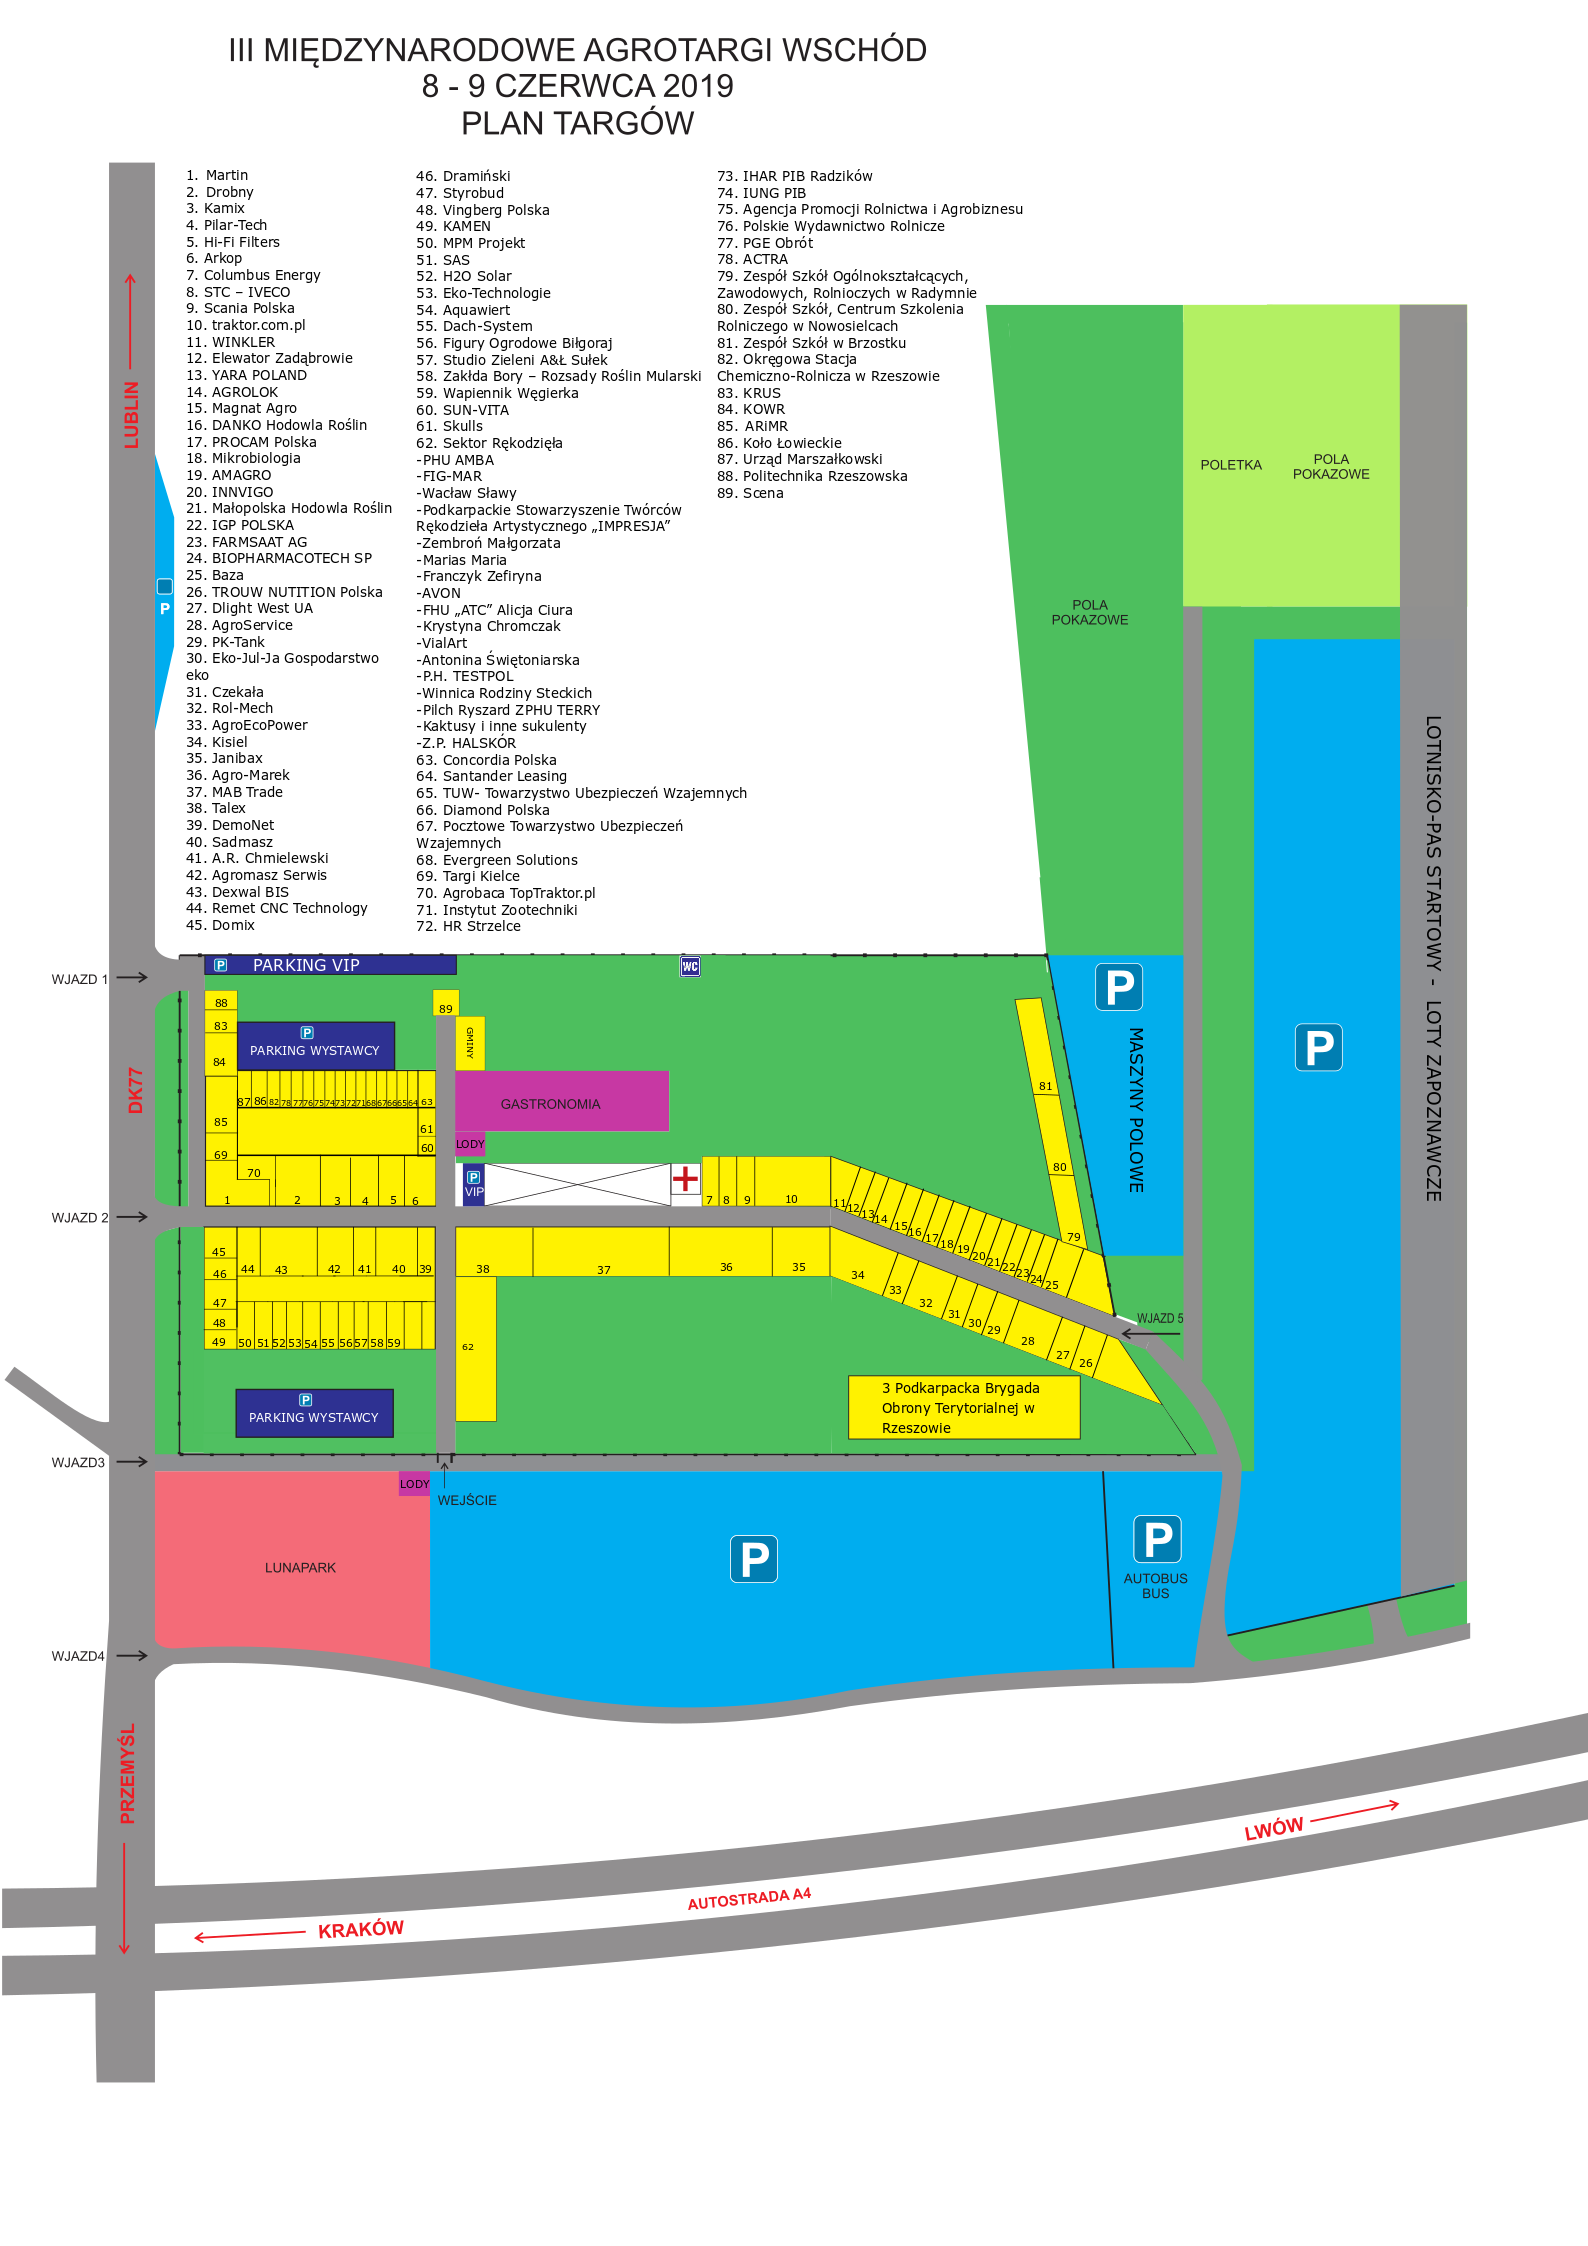 III MIĘDZYNARODOWE AGROTARGI WSCHÓD
8 - 9 CZERWCA 2019
PLAN TARGÓW
1. Martin
2. Drobny
3. Kamix
4. Pilar-Tech
5. Hi-Fi Filters
6. Arkop
7. Columbus Energy
8. STC – IVECO
9. Scania Polska
10. traktor.com.pl
11. WINKLER
12. Elewator Zadąbrowie
13. YARA POLAND
14. AGROLOK
15. Magnat Agro
16. DANKO Hodowla Roślin
17. PROCAM Polska
18. Mikrobiologia
19. AMAGRO
20. INNVIGO
21. Małopolska Hodowla Roślin
22. IGP POLSKA
23. FARMSAAT AG
24. BIOPHARMACOTECH SP
25. Baza
26. TROUW NUTITION Polska
27. Dlight West UA
28. AgroService
29. PK-Tank
30. Eko-Jul-Ja Gospodarstwo
eko
31. Czekała
32. Rol-Mech
33. AgroEcoPower
34. Kisiel
35. Janibax
36. Agro-Marek
37. MAB Trade
38. Talex
39. DemoNet
40. Sadmasz
41. A.R. Chmielewski
42. Agromasz Serwis
43. Dexwal BIS
44. Remet CNC Technology
45. Domix
46. Dramiński
47. Styrobud
48. Vingberg Polska
49. KAMEN
50. MPM Projekt
51. SAS
52. H2O Solar
53. Eko-Technologie
54. Aquawiert
55. Dach-System
56. Figury Ogrodowe Biłgoraj
57. Studio Zieleni A&Ł Sułek
58. Zakłda Bory – Rozsady Roślin Mularski
59. Wapiennik Węgierka
60. SUN-VITA
61. Skulls
62. Sektor Rękodzięła
-PHU AMBA
-FIG-MAR
-Wacław Sławy
-Podkarpackie Stowarzyszenie Twórców
Rękodzieła Artystycznego „IMPRESJA”
-Zembroń Małgorzata
-Marias Maria
-Franczyk Zefiryna
-AVON
-FHU „ATC” Alicja Ciura
-Krystyna Chromczak
-VialArt
-Antonina Świętoniarska
-P.H. TESTPOL
-Winnica Rodziny Steckich
-Pilch Ryszard ZPHU TERRY
-Kaktusy i inne sukulenty
-Z.P. HALSKÓR
63. Concordia Polska
64. Santander Leasing
65. TUW- Towarzystwo Ubezpieczeń Wzajemnych
66. Diamond Polska
67. Pocztowe Towarzystwo Ubezpieczeń
Wzajemnych
68. Evergreen Solutions
69. Targi Kielce
70. Agrobaca TopTraktor.pl
71. Instytut Zootechniki
72. HR Strzelce
73. IHAR PIB Radzików
74. IUNG PIB
75. Agencja Promocji Rolnictwa i Agrobiznesu
76. Polskie Wydawnictwo Rolnicze
77. PGE Obrót
78. ACTRA
79. Zespół Szkół Ogólnokształcących,
Zawodowych, Rolnioczych w Radymnie
80. Zespół Szkół, Centrum Szkolenia
Rolniczego w Nowosielcach
81. Zespół Szkół w Brzostku
82. Okręgowa Stacja
Chemiczno-Rolnicza w Rzeszowie
83. KRUS
84. KOWR
85. ARiMR
86. Koło Łowieckie
87. Urząd Marszałkowski
88. Politechnika Rzeszowska
89. Scena
LUBLIN
P
POLETKA
POLA
POKAZOWE
POLA
POKAZOWE
LOTNISKO-PAS STARTOWY - LOTY ZAPOZNAWCZE
WJAZD 1
P PARKING VIP
WC
P
MASZYNY POLOWE
P
DK77
88
83
84
85
69
P
PARKING WYSTAWCY
89
GMINY
87 86 82 78 77 76 75 74 73 72 71 68 67 66 65 64 63
61
60
GASTRONOMIA
LODY
P
VIP
70
1 2 3 4 5 6
7 8 9 10
11 12 13 14 15 16 17 18 19 20 21 22 23 24 25
81
80
79
WJAZD 2
45
46
47
48
49
44 43 42 41 40 39
38 37 36 35
34 33 32 31 30 29 28 27 26
50 51 52 53 54 55 56 57 58 59
62
WJAZD 5
3 Podkarpacka Brygada
Obrony Terytorialnej w
Rzeszowie
P
PARKING WYSTAWCY
WJAZD3
LODY
WEJŚCIE
LUNAPARK
P
P
AUTOBUS
BUS
WJAZD4
PRZEMYŚL
LWÓW
AUTOSTRADA A4
KRAKÓW